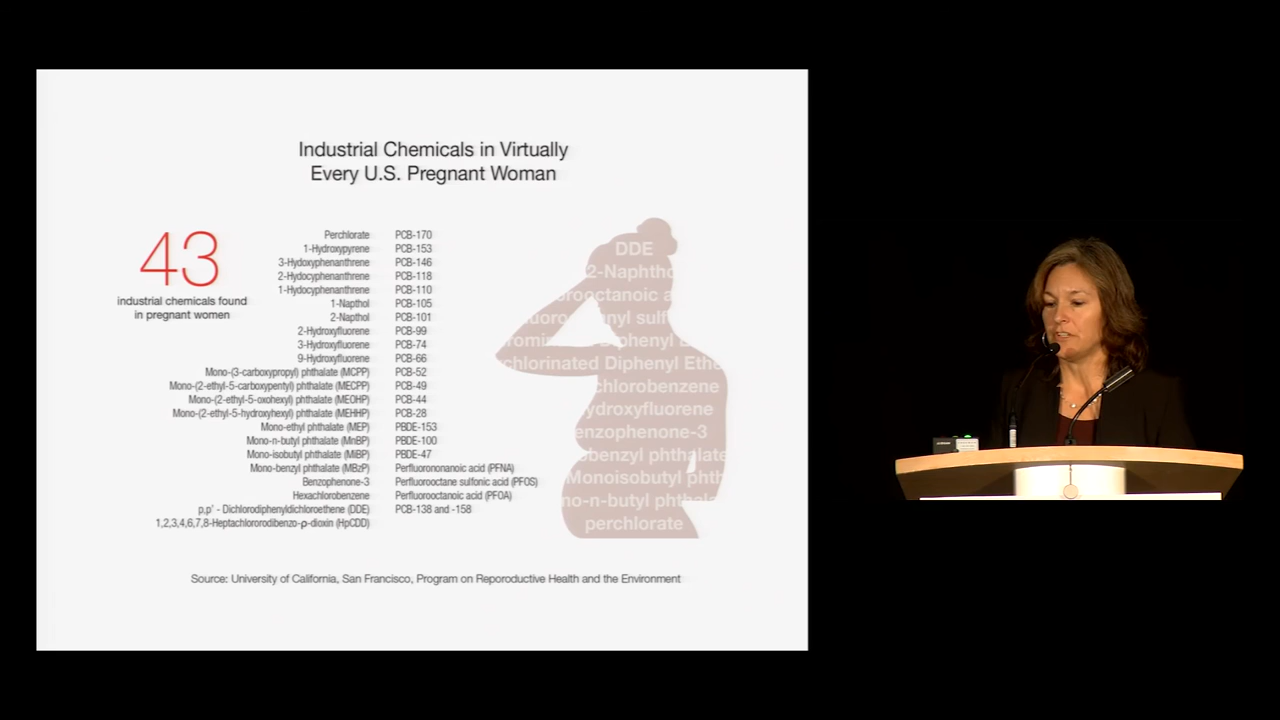 Industrial Chemicals in Virtually
Every U.S. Pregnant Woman
43
industrial chemicals found
in pregnant women
Perchlorate
1-Hydroxypyrene
3-Hydoxyphenanthrene
2-Hydocyphenanthrene
1-Hydocyphenanthrene
1-Napthol
2-Napthol
2-Hydroxyfluorene
3-Hydroxyfluorene
9-Hydroxyfluorene
Mono-(3-carboxypropyl) phthalate (MCPP)
Mono-(2-ethyl-5-carboxypentyl) phthalate (MECPP)
Mono-(2-ethyl-5-oxohexyl) phthalate (MEOHP)
Mono-(2-ethyl-5-hydroxyhexyl) phthalate (MEHHP)
Mono-ethyl phthalate (MEP)
Mono-n-butyl phthalate (MnBP)
Mono-isobutyl phthalate (MiBP)
Mono-benzyl phthalate (MBzP)
Benzophenone-3
Hexachlorobenzene
p,p' - Dichlorodiphenyldichloroethene (DDE)
1,2,3,4,6,7,8-Heptachlororodibenzo-ρ-dioxin (HpCDD)
PCB-170
PCB-153
PCB-146
PCB-118
PCB-110
PCB-105
PCB-101
PCB-99
PCB-74
PCB-66
PCB-52
PCB-49
PCB-44
PCB-28
PBDE-153
PBDE-100
PBDE-47
Perfluorononanoic acid (PFNA)
Perfluorooctane sulfonic acid (PFOS)
Perfluorooctanoic acid (PFOA)
PCB-138 and -158
DDE
2-Naphtho
orooctanoic a
chlorinated Diphenyl Ethe
chlorobenzene
ydroxyfluorene
enzophenone-3
obenzyl phthalate
Monoisobutyl phth
no-n-butyl phthala
perchlorate
Source: University of California, San Francisco, Program on Reporoductive Health and the Environment